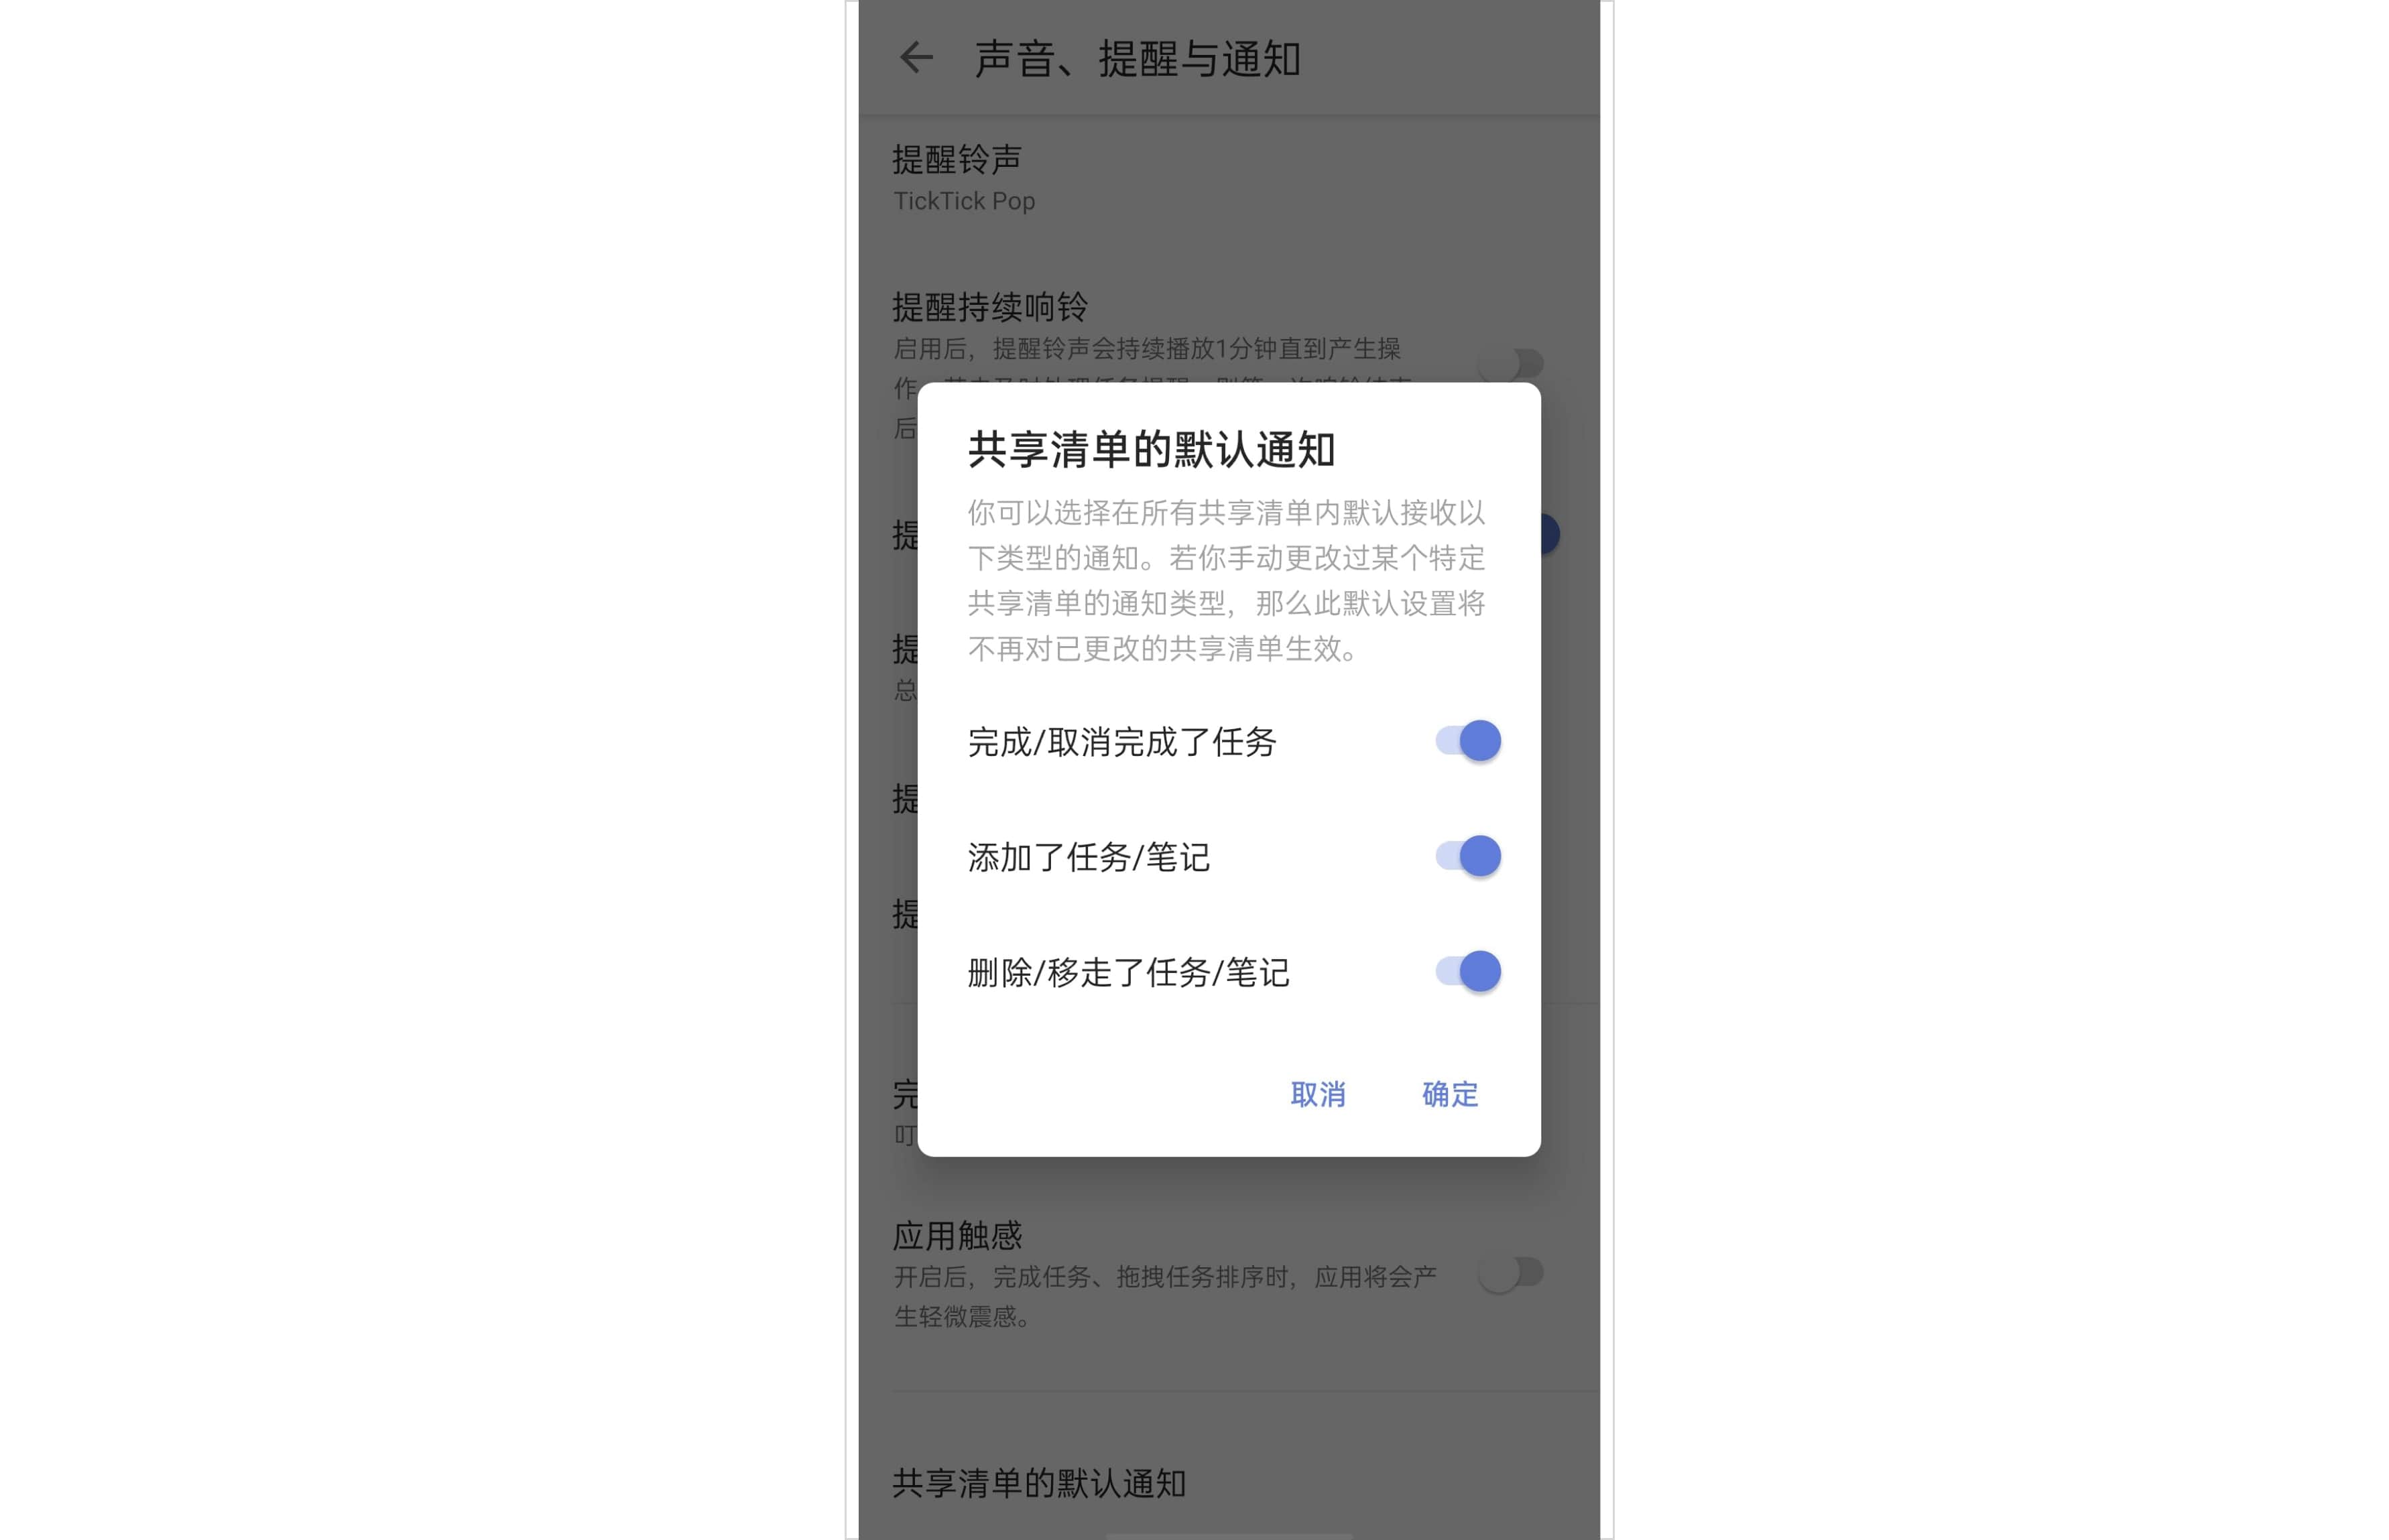 声音、提醒与通知
提醒铃声
TickTick Pop
提醒持续响铃
启用后，提醒铃声会持续播放1分钟直到产生操
作
后
共享清单的默认通知
你可以选择在所有共享清单内默认接收以
下类型的通知。若你手动更改过某个特定
共享清单的通知类型，那么此默认设置将
不再对已更改的共享清单生效。
提
提
总
完成/取消完成了任务
提
添加了任务/笔记
提
删除/移走了任务/笔记
取消 确定
完
叮
应用触感
开启后，完成任务、拖拽任务排序时，应用将会产
生轻微震感。
共享清单的默认通知